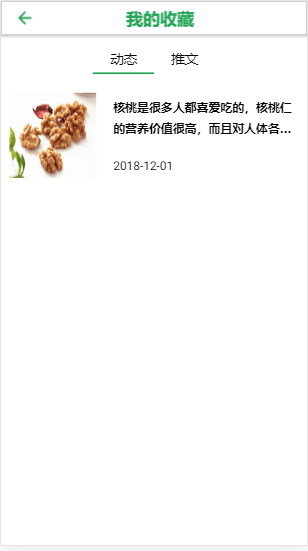 我的收藏
动态 推文
核桃是很多人都喜爱吃的，核桃仁
的营养价值很高，而且对人体各...
2018-12-01